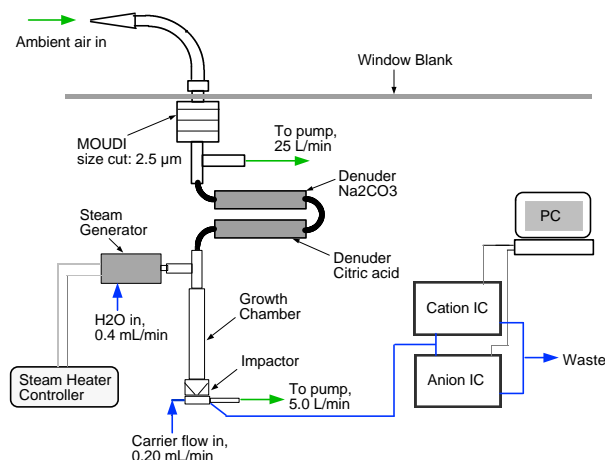 Ambient air in
Window Blank
MOUDI
size cut: 2.5 µm
To pump,
25 L/min
Denuder
Na2CO3
Steam
Generator
Denuder
Citric acid
PC
H2O in,
0.4 mL/min
Growth
Chamber
Cation IC
Waste
Steam Heater
Controller
Impactor
Anion IC
To pump,
5.0 L/min
Carrier flow in,
0.20 mL/min